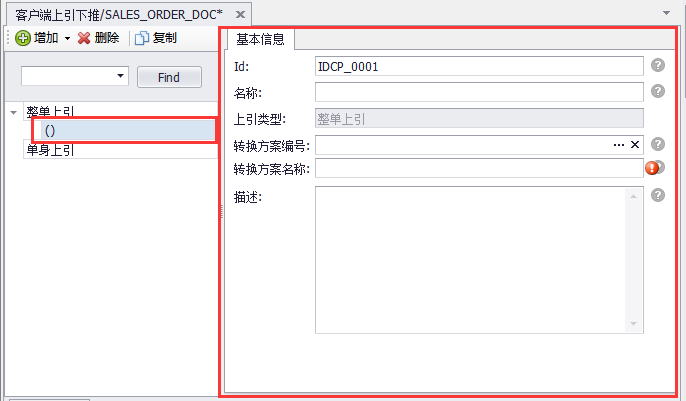 客户端上引下推/SALES_ORDER_DOC*
增加 删除 复制
Find
整单上引
()
单身上引
基本信息
Id: IDCP_0001
名称:
上引类型: 整单上引
转换方案编号:
转换方案名称:
描述: